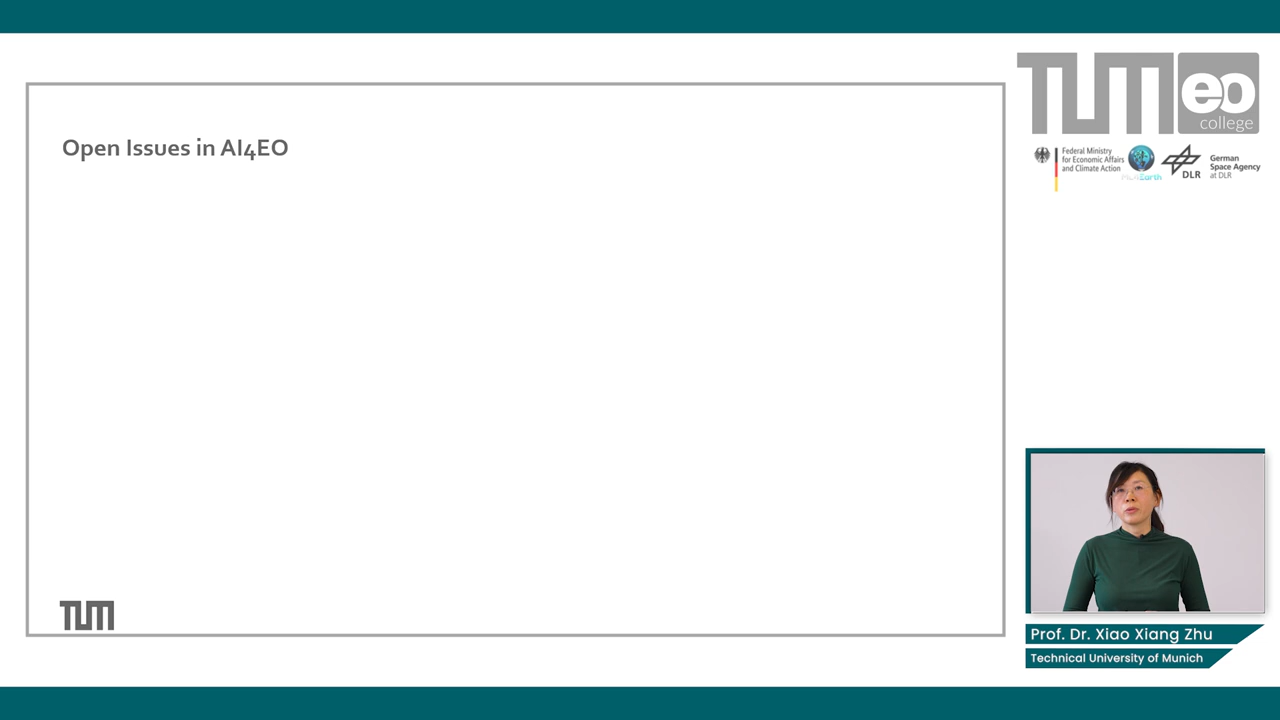 Open Issues in AI4EO
TUM
TUM
eo
college
Federal Ministry
for Economic Affairs
and Climate Action
ML4Earth
DLR
German
Space Agency
at DLR
Prof. Dr. Xiao Xiang Zhu
Technical University of Munich